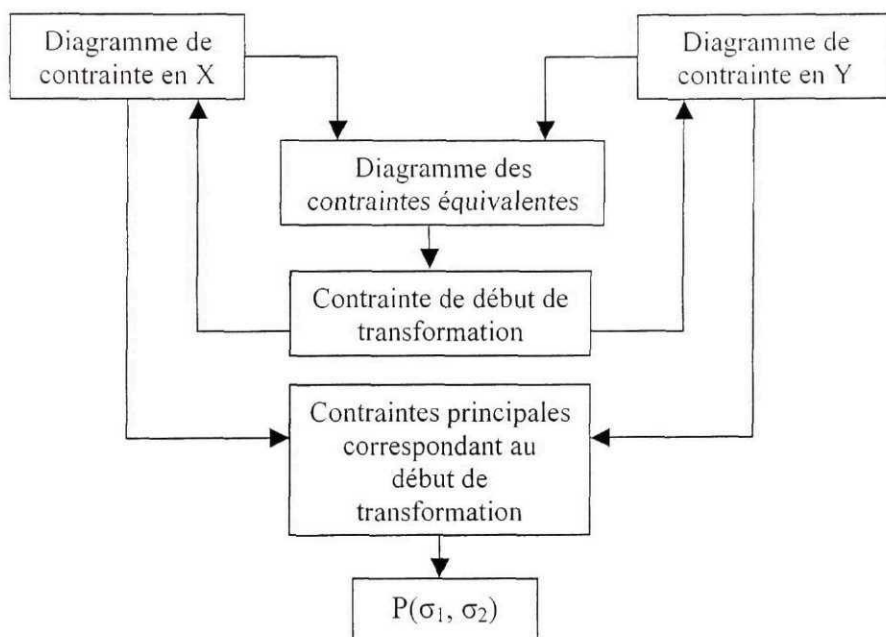 Diagramme de
contrainte en X
Diagramme de
contrainte en Y
Diagramme des
contraintes équivalentes
Contrainte de début de
transformation
Contraintes principales
correspondant au
début de
transformation
P(σ₁, σ₂)